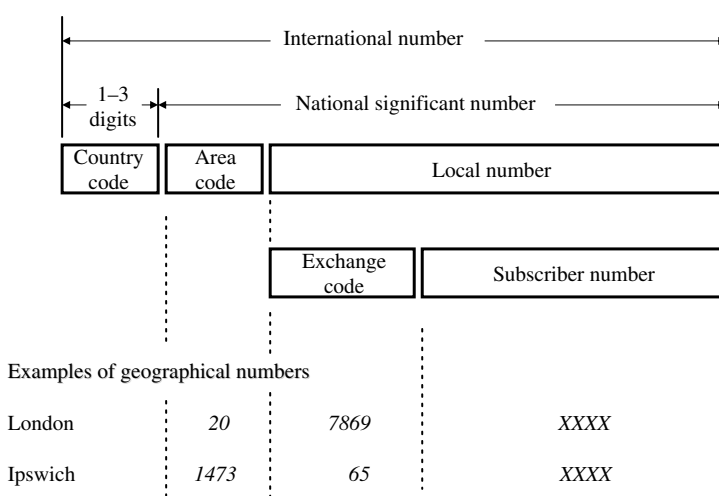 International number
1–3
digits
National significant number
Country
code
Area
code
Local number
Exchange
code
Subscriber number
Examples of geographical numbers
London 20 7869 XXXX
Ipswich 1473 65 XXXX